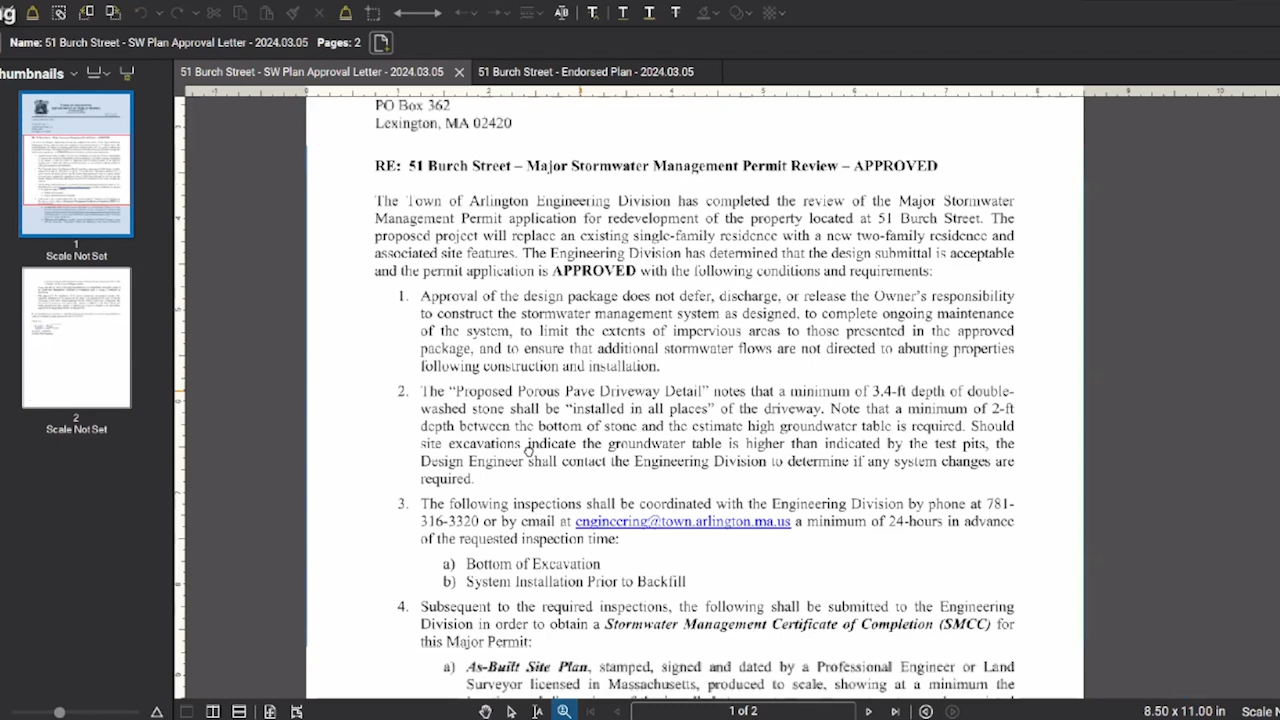 Name: 51 Burch Street - SW Plan Approval Letter - 2024.03.05 Pages: 2
humbnails
51 Burch Street - SW Plan Approval Letter - 2024.03.05
51 Burch Street - Endorsed Plan - 2024.03.05
1
Scale Not Set
2
Scale Not Set
PO Box 362
Lexington, MA 02420
RE: 51 Burch – Major Stormwater Management Permit Review – APPROVED
The Town of Engineering Division has review of the Major Stormwater
Management application for redevelopment of the property located at 51 Burch Street. The
proposed project will replace an existing single-family residence with a new two-family residence and
associated site features. The Engineering Division has determined that the design submittal is acceptable
and the permit application is APPROVED with the following conditions and requirements:
1. Approval of the design package does not defer, or release the Owner responsibility
to construct the stormwater management system as designed, to complete ongoing maintenance
of the system, to limit the extents of impervious areas to those presented in the approved
package, and to ensure that additional stormwater flows are not directed to abutting properties
following construction and installation.
2. The “Proposed Porous Pave Driveway Detail” notes that a minimum of 3.4-ft depth of double-
washed stone shall be “installed in all places” of the driveway. Note that a minimum of 2-ft
depth between the bottom of stone and the estimate high groundwater table is required. Should
site excavations indicate the groundwater table is higher than indicated by the test pits, the
Design Engineer shall contact the Engineering Division to determine if any system changes are
required.
3. The following inspections shall be coordinated with the Engineering Division by phone at 781-
316-3320 or by email at engineering@town.arlington.ma.us a minimum of 24-hours in advance
of the requested inspection time:
a) Bottom of Excavation
b) System Installation Prior to Backfill
4. Subsequent to the required inspections, the following shall be submitted to the Engineering
Division in order to obtain a Stormwater Management Certificate of Completion (SMCC) for
this Major Permit:
a) As-Built Site Plan, stamped, signed and dated by a Professional Engineer or Land
Surveyor licensed in Massachusetts, produced to scale, showing at a minimum the
1 of 2
8.50 x 11.00 in
Scale